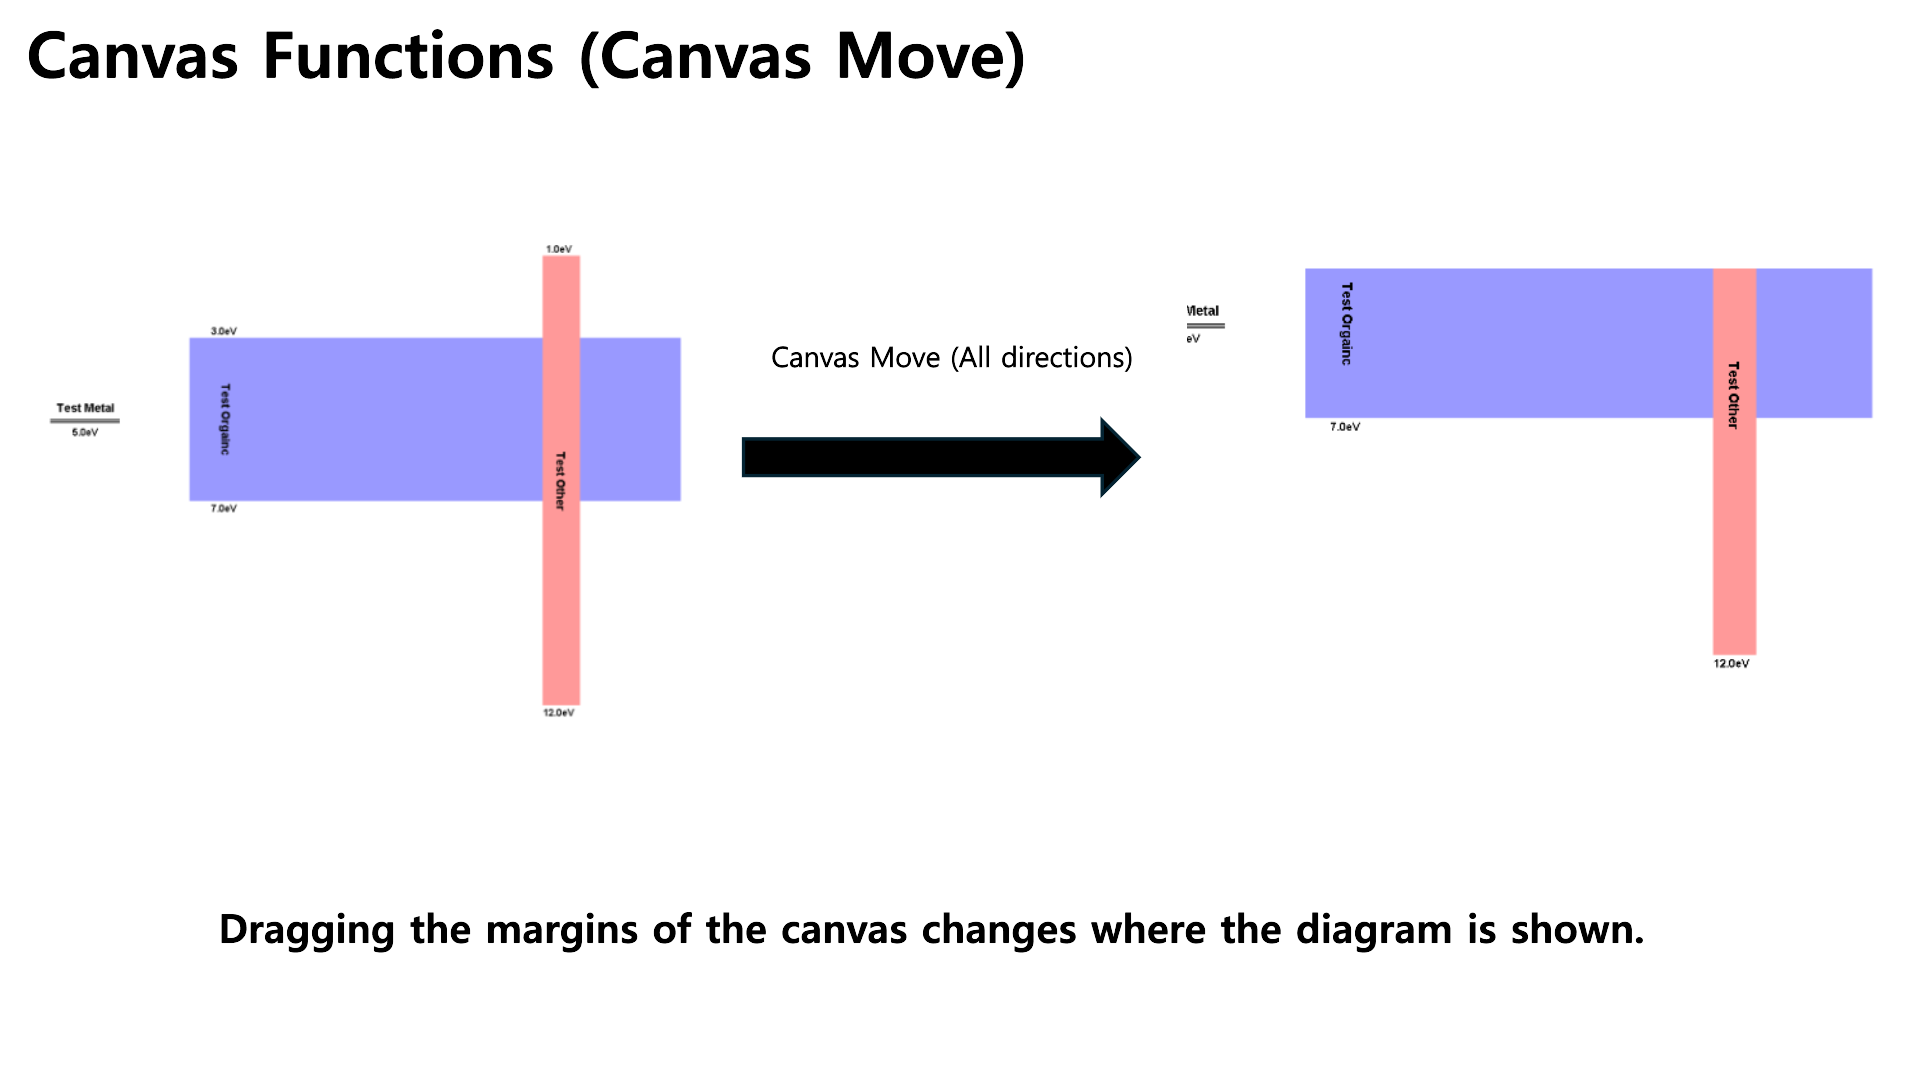 Canvas Functions (Canvas Move)
1.0eV
3.0eV
Test Metal
5.0eV
Test Orgainc
Test Other
7.0eV
12.0eV
Canvas Move (All directions)
Metal
eV
Test Orgainc
Test Other
7.0eV
12.0eV
Dragging the margins of the canvas changes where the diagram is shown.